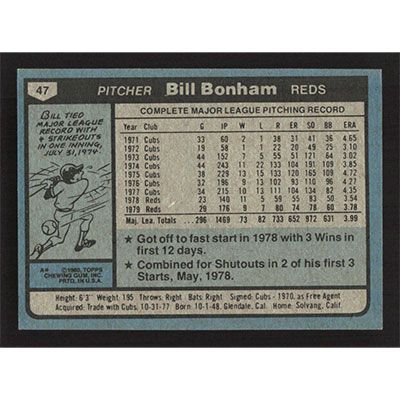 47 PITCHER Bill Bonham REDS
BILL TIED
MAJOR LEAGUE
RECORD WITH
4 STRIKEOUTS
IN ONE INNING,
JULY 31, 1974.
COMPLETE MAJOR LEAGUE PITCHING RECORD
Year Club G IP W L R ER SO BB ERA
1971 Cubs 33 60 2 1 38 31 41 36 4.65
1972 Cubs 19 58 1 1 20 49 25 3.10
1973 Cubs 44 152 7 5 55 51 121 64 3.02
1974 Cubs 44 243 11 22 133 104 191 109 3.85
1975 Cubs 38 229 13 15 133 120 165 109 4.72
1976 Cubs 32 196 9 13 102 93 110 96 4.27
1977 Cubs 34 215 10 13 111 104 134 82 4.35
1978 Reds 23 140 11 5 59 55 83 50 3.54
1979 Reds 29 176 9 7 83 78 60 3.99
Maj. Lea. Totals 296 1469 73 82 733 652 972 631 3.99
★ Got off to fast start in 1978 with 3 Wins in
first 12 days.
★ Combined for Shutouts in 2 of his first 3
Starts, May, 1978.
A* ©1980, TOPPS
CHEWING GUM, INC.
PRTD. IN U.S.A.
Height: 6'3" Weight: 195 Throws: Right Bats: Right Signed: Cubs - 1970, as Free Agent
Acquired: Trade with Cubs - 10-31-77 Born: 10-1-48, Glendale, Cal. Home: Solvang, Calif.